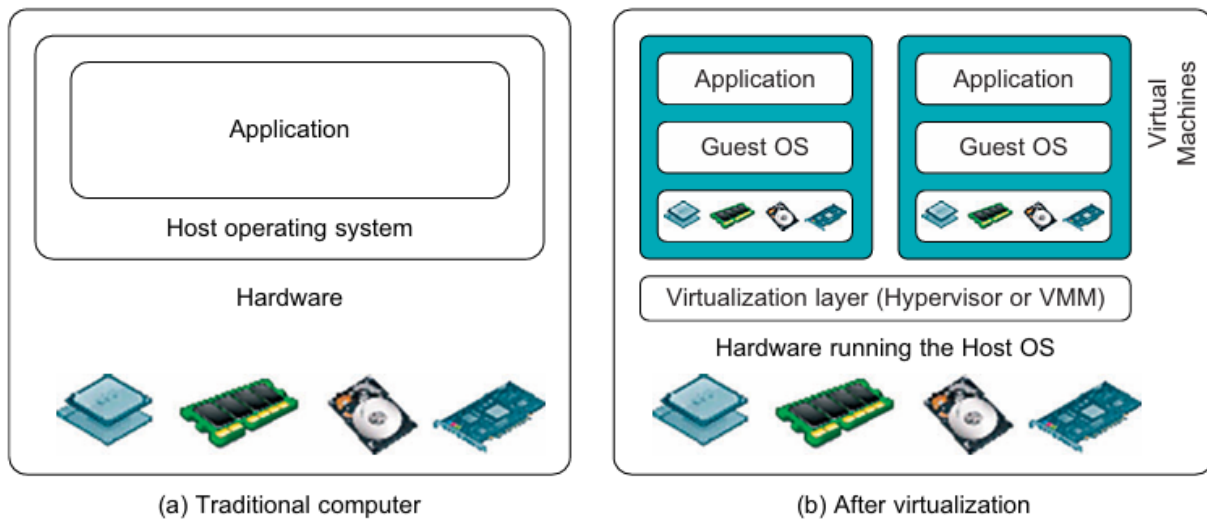 Application
Host operating system
Hardware
(a) Traditional computer
Application
Guest OS
Application
Guest OS
Virtual
Machines
Virtualization layer (Hypervisor or VMM)
Hardware running the Host OS
(b) After virtualization